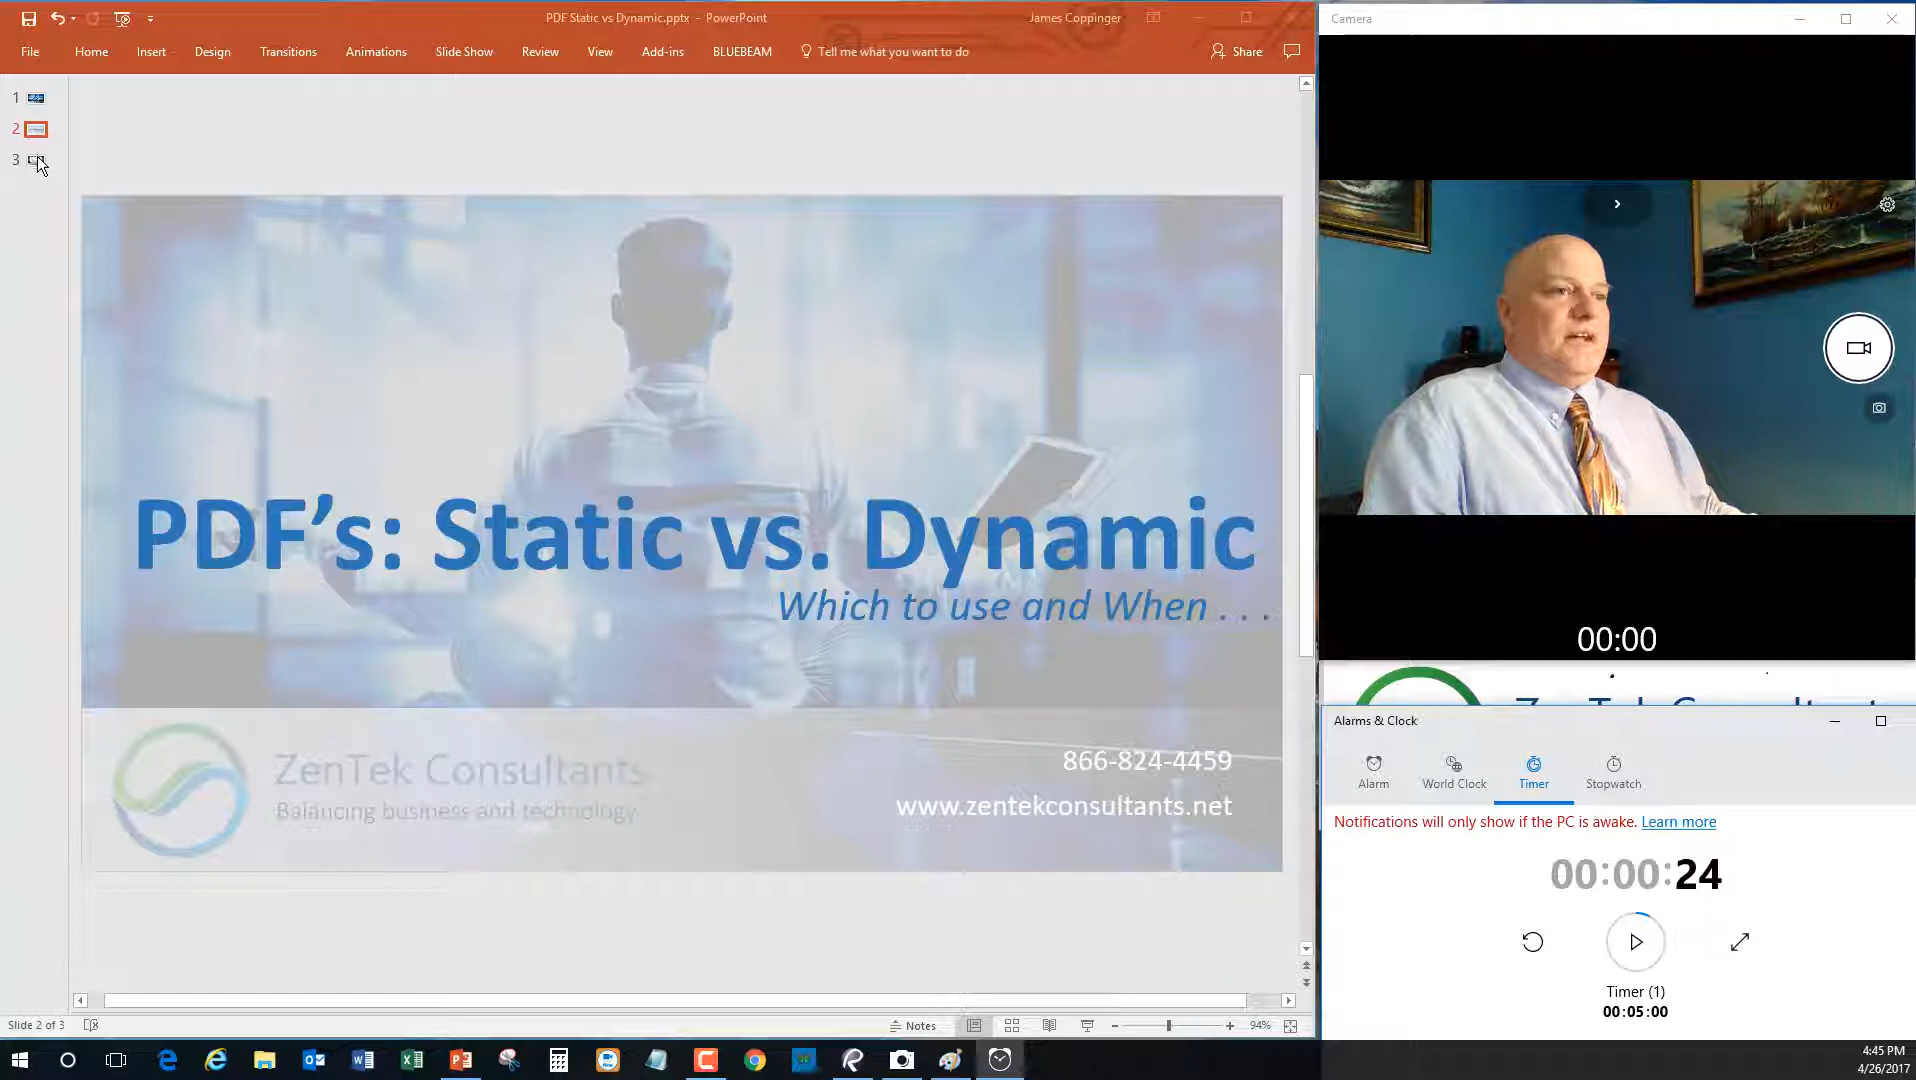 PDF Static vs Dynamic.pptx - PowerPoint
James Coppinger
File Home Insert Design Transitions Animations Slide Show Review View Add-ins BLUEBEAM Tell me what you want to do
Share
1
2
3
PDF's: Static vs. Dynamic
Which to use and When . . .
ZenTek Consultants
Balancing business and technology
866-824-4459
www.zentekconsultants.net
Slide 2 of 3
Notes
94%
Camera
00:00
Alarms & Clock
Alarm World Clock Timer Stopwatch
Notifications will only show if the PC is awake. Learn more
00:00:24
Timer (1)
00:05:00
4:45 PM
4/26/2017